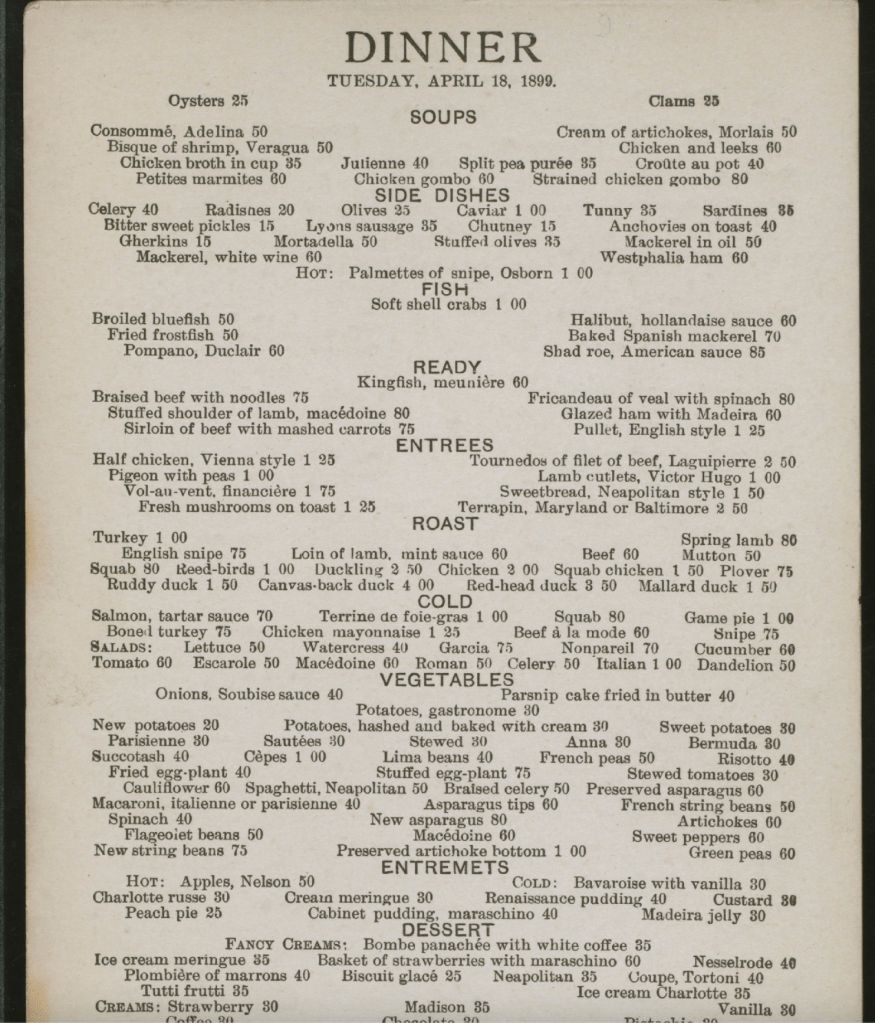 DINNER
TUESDAY, APRIL 18, 1899.
Oysters 25 Clams 25
SOUPS
Consommé, Adelina 50 Cream of artichokes, Morlais 50
Bisque of shrimp, Veragua 50 Chicken and leeks 60
Chicken broth in cup 35 Julienne 40 Split pea purée 35 Croûte au pot 40
Petites marmites 60 Chicken gombo 60 Strained chicken gombo 80
SIDE DISHES
Celery 40 Radishes 20 Olives 25 Caviar 1 00 Tunny 35 Sardines 35
Bitter sweet pickles 15 Lyons sausage 35 Chutney 15 Anchovies on toast 40
Gherkins 15 Mortadella 50 Stuffed olives 35 Mackerel in oil 50
Mackerel, white wine 60 Westphalia ham 60
HOT: Palmettes of snipe, Osborn 1 00
FISH
Soft shell crabs 1 00
Broiled bluefish 50 Halibut, hollandaise sauce 60
Fried frostfish 50 Baked Spanish mackerel 70
Pompano, Duclair 60 Shad roe, American sauce 85
READY
Kingfish, meunière 60
Braised beef with noodles 75 Fricandeau of veal with spinach 80
Stuffed shoulder of lamb, macédoine 80 Glazed ham with Madeira 60
Sirloin of beef with mashed carrots 75 Pullet, English style 1 25
ENTREES
Half chicken, Vienna style 1 25 Tournedos of filet of beef, Laguipierre 2 50
Pigeon with peas 1 00 Lamb cutlets, Victor Hugo 1 00
Vol-au-vent, financière 1 75 Sweetbread, Neapolitan style 1 50
Fresh mushrooms on toast 1 25 Terrapin, Maryland or Baltimore 2 50
ROAST
Turkey 1 00 Spring lamb 80
English snipe 75 Loin of lamb, mint sauce 60 Beef 60 Mutton 50
Squab 80 Reed-birds 1 00 Duckling 2 50 Chicken 2 00 Squab chicken 1 50 Plover 75
Ruddy duck 1 50 Canvas-back duck 4 00 Red-head duck 3 50 Mallard duck 1 50
COLD
Salmon, tartar sauce 70 Terrine de foie-gras 1 00 Squab 80 Game pie 1 00
Boned turkey 75 Chicken mayonnaise 1 25 Beef à la mode 60 Snipe 75
SALADS: Lettuce 50 Watercress 40 Garcia 75 Nonpareil 70 Cucumber 60
Tomato 60 Escarole 50 Macédoine 60 Roman 50 Celery 50 Italian 1 00 Dandelion 50
VEGETABLES
Onions, Soubise sauce 40 Parsnip cake fried in butter 40
Potatoes, gastronome 30
New potatoes 20 Potatoes, hashed and baked with cream 30 Sweet potatoes 30
Parisienne 30 Sautées 30 Stewed 30 Anna 30 Bermuda 30
Succotash 40 Cèpes 1 00 Lima beans 40 French peas 50 Risotto 40
Fried egg-plant 40 Stuffed egg-plant 75 Stewed tomatoes 30
Cauliflower 60 Spaghetti, Neapolitan 50 Braised celery 50 Preserved asparagus 60
Macaroni, italienne or parisienne 40 Asparagus tips 60 French string beans 50
Spinach 40 New asparagus 80 Artichokes 60
Flageolet beans 50 Macédoine 60 Sweet peppers 60
New string beans 75 Preserved artichoke bottom 1 00 Green peas 60
ENTREMETS
HOT: Apples, Nelson 50 COLD: Bavaroise with vanilla 30
Charlotte russe 30 Cream meringue 30 Renaissance pudding 40 Custard 30
Peach pie 25 Cabinet pudding, maraschino 40 Madeira jelly 30
DESSERT
FANCY CREAMS: Bombe panachée with white coffee 35
Ice cream meringue 35 Basket of strawberries with maraschino 60 Nesselrode 40
Plombière of marrons 40 Biscuit glacé 25 Neapolitan 35 Coupe, Tortoni 40
Tutti frutti 35 Ice cream Charlotte 35
CREAMS: Strawberry 30 Madison 35 Vanilla 30